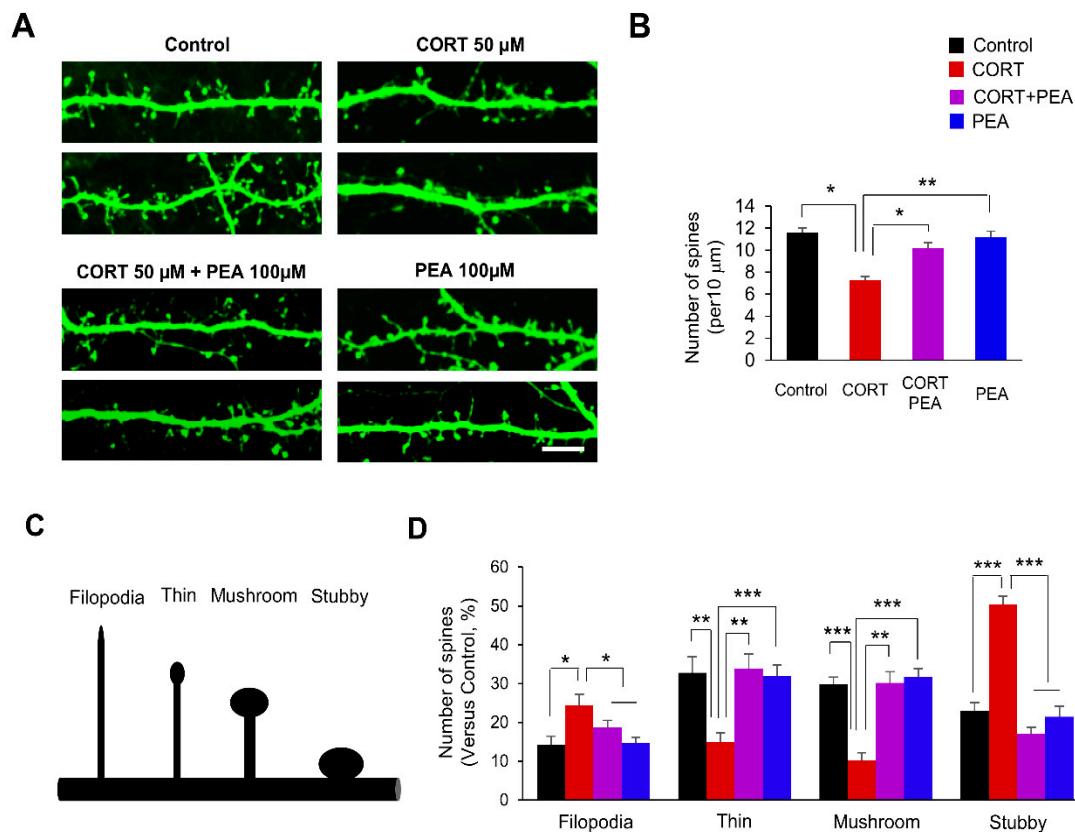 A
Control
CORT 50 µM
CORT 50 µM + PEA 100µM
PEA 100µM
B
Control
CORT
CORT+PEA
PEA
Number of spines
(per10 µm)
14
12
10
8
6
4
2
0
*
*
**
Control
CORT
CORT
PEA
PEA
C
Filopodia
Thin
Mushroom
Stubby
D
Number of spines
(Versus Control, %)
60
50
40
30
20
10
0
*
*
**
**
***
***
**
***
***
***
Filopodia
Thin
Mushroom
Stubby